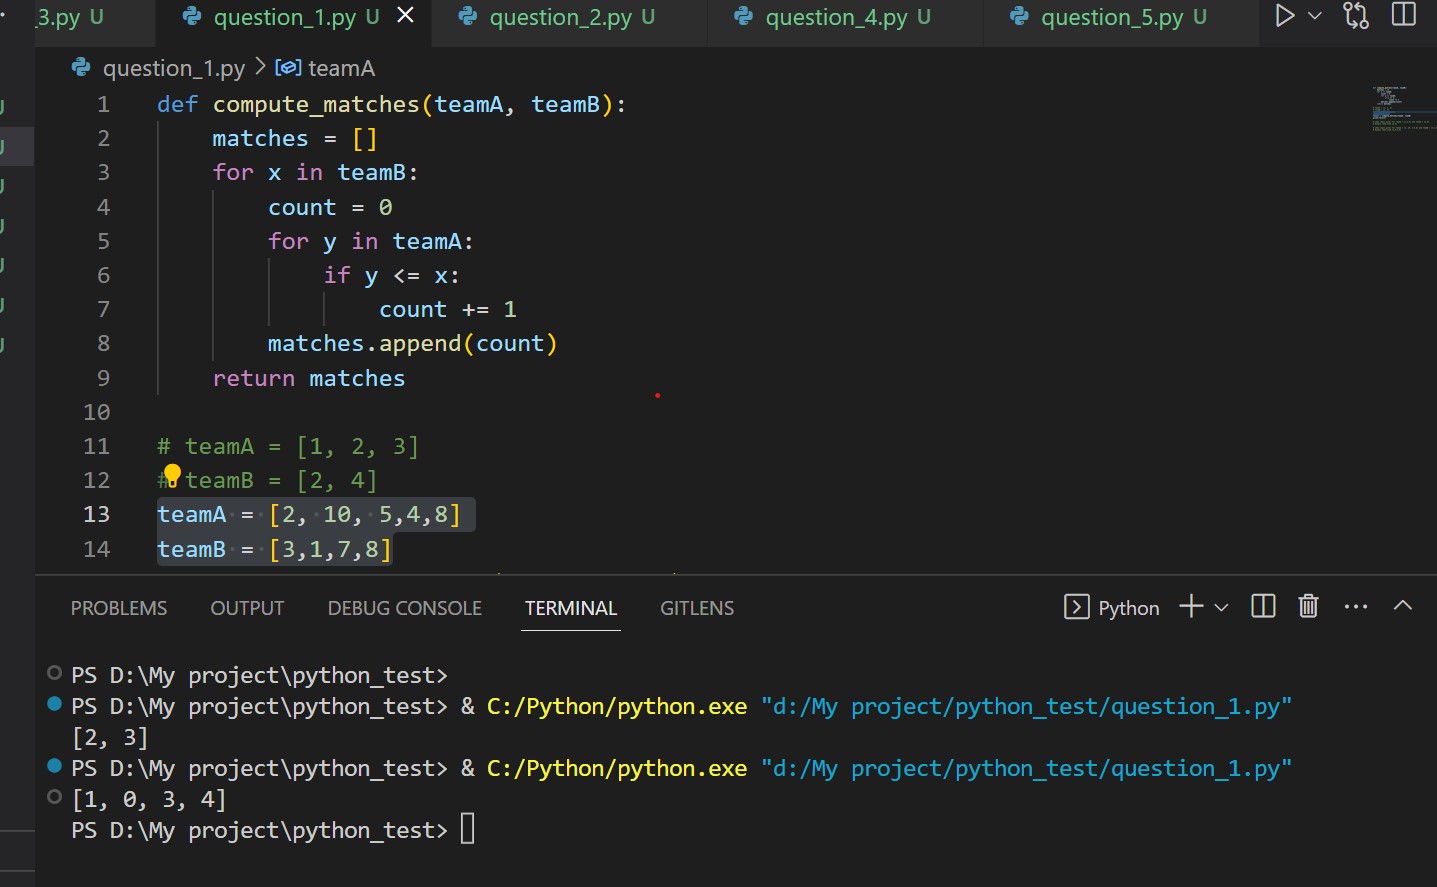 _3.py U question_1.py U question_2.py U question_4.py U question_5.py U
question_1.py > teamA
1 def compute_matches(teamA, teamB):
2     matches = []
3     for x in teamB:
4         count = 0
5         for y in teamA:
6             if y <= x:
7                 count += 1
8         matches.append(count)
9     return matches
10
11 # teamA = [1, 2, 3]
12 # teamB = [2, 4]
13 teamA = [2, 10, 5,4,8]
14 teamB = [3,1,7,8]
PROBLEMS OUTPUT DEBUG CONSOLE TERMINAL GITLENS Python
PS D:\My project\python_test>
PS D:\My project\python_test> & C:/Python/python.exe "d:/My project/python_test/question_1.py"
[2, 3]
PS D:\My project\python_test> & C:/Python/python.exe "d:/My project/python_test/question_1.py"
[1, 0, 3, 4]
PS D:\My project\python_test>